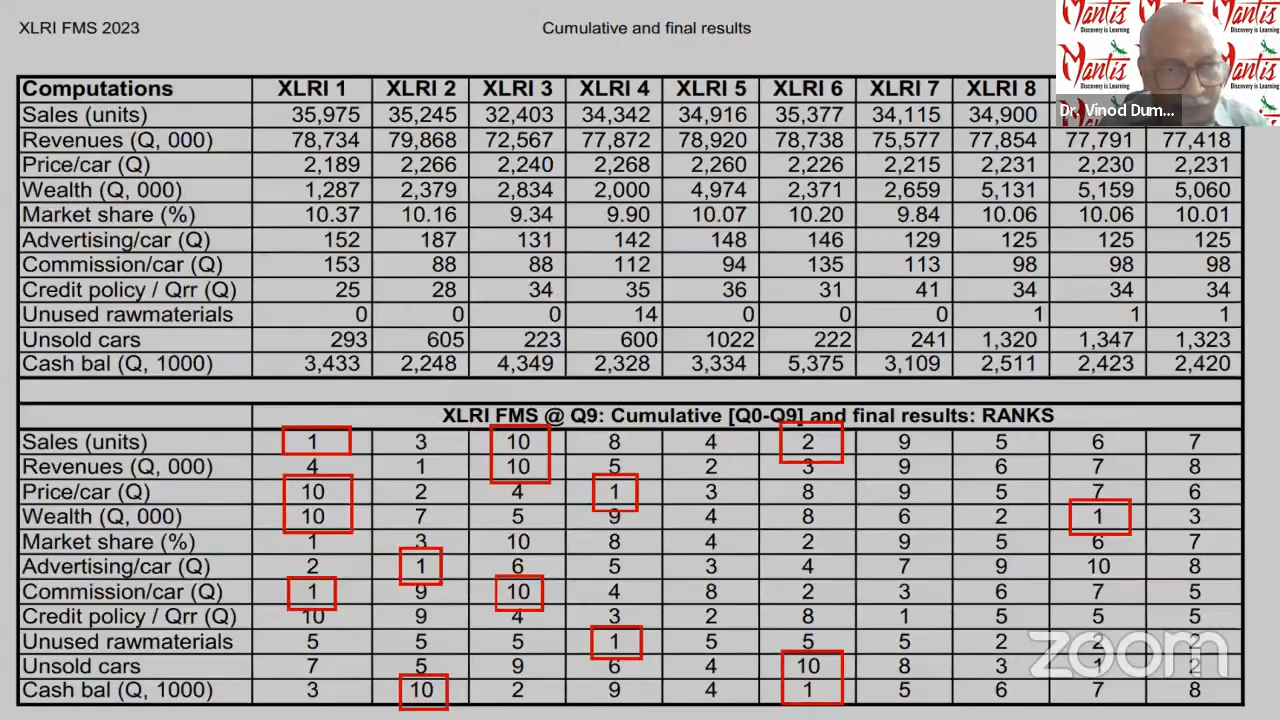 XLRI FMS 2023 Cumulative and final results
Mantis
Discovery is Learning
Mantis
Discovery is Learning
Dr. Vinod Dum...
Computations XLRI 1 XLRI 2 XLRI 3 XLRI 4 XLRI 5 XLRI 6 XLRI 7 XLRI 8
Sales (units) 35,975 35,245 32,403 34,342 34,916 35,377 34,115 34,900
Revenues (Q, 000) 78,734 79,868 72,567 77,872 78,920 78,738 75,577 77,854 77,791 77,418
Price/car (Q) 2,189 2,266 2,240 2,268 2,260 2,226 2,215 2,231 2,230 2,231
Wealth (Q, 000) 1,287 2,379 2,834 2,000 4,974 2,371 2,659 5,131 5,159 5,060
Market share (%) 10.37 10.16 9.34 9.90 10.07 10.20 9.84 10.06 10.06 10.01
Advertising/car (Q) 152 187 131 142 148 146 129 125 125 125
Commission/car (Q) 153 88 88 112 94 135 113 98 98 98
Credit policy / Qrr (Q) 25 28 34 35 36 31 41 34 34 34
Unused rawmaterials 0 0 0 14 0 0 0 1 1 1
Unsold cars 293 605 223 600 1022 222 241 1,320 1,347 1,323
Cash bal (Q, 1000) 3,433 2,248 4,349 2,328 3,334 5,375 3,109 2,511 2,423 2,420
XLRI FMS @ Q9: Cumulative [Q0-Q9] and final results: RANKS
Sales (units) 1 3 10 8 4 2 9 5 6 7
Revenues (Q, 000) 4 1 10 5 2 3 9 6 7 8
Price/car (Q) 10 2 4 1 3 8 9 5 7 6
Wealth (Q, 000) 10 7 5 9 4 8 6 2 1 3
Market share (%) 1 3 10 8 4 2 9 5 6 7
Advertising/car (Q) 2 1 6 5 3 4 7 9 10 8
Commission/car (Q) 1 9 10 4 8 2 3 6 7 5
Credit policy / Qrr (Q) 10 9 4 3 2 8 1 5 5 5
Unused rawmaterials 5 5 5 1 5 5 5 2 2 2
Unsold cars 7 5 9 6 4 10 8 3 1 2
Cash bal (Q, 1000) 3 10 2 9 4 1 5 6 7 8
zoom